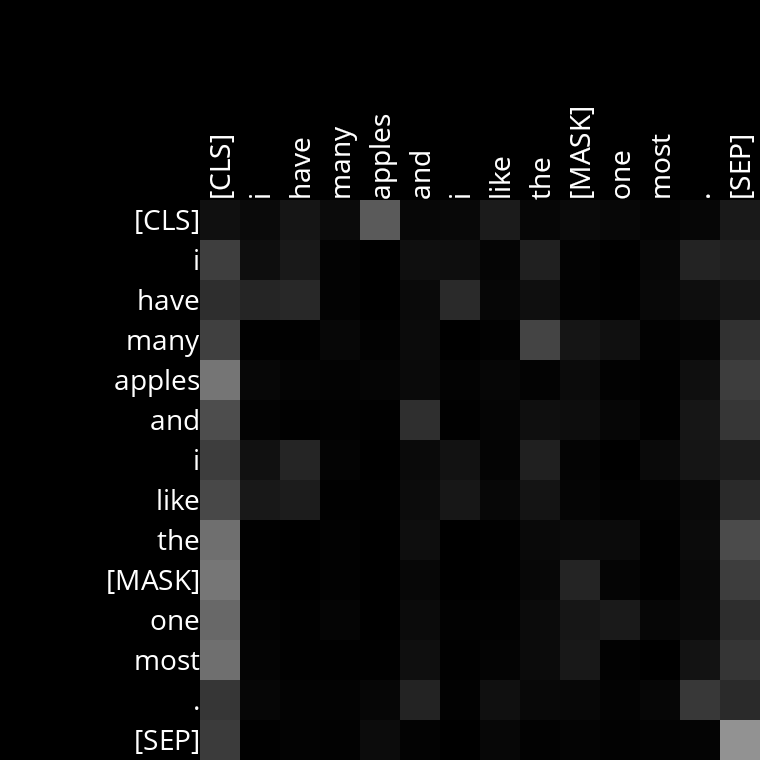 [CLS] i have many apples and i like the [MASK] one most . [SEP]
[CLS]
i
have
many
apples
and
i
like
the
[MASK]
one
most
.
[SEP]